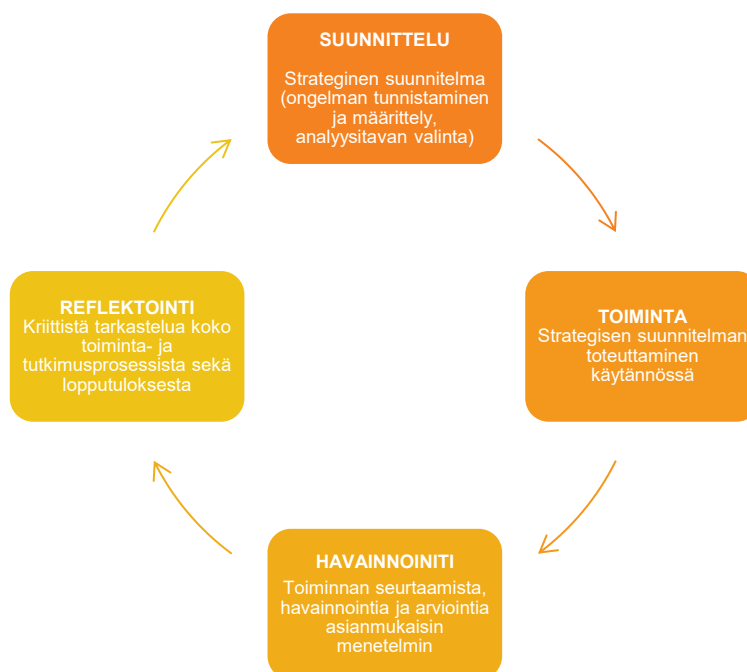 SUUNNITTELU
Strateginen suunnitelma
(ongelman tunnistaminen
ja määrittely,
analyysitavan valinta)
TOIMINTA
Strategisen suunnitelman
toteuttaminen
käytännössä
HAVAINNOINITI
Toiminnan seurtaamista,
havainnointia ja arviointia
asianmukaisin
menetelmin
REFLEKTOINTI
Kriittistä tarkastelua koko
toiminta- ja
tutkimusprosessista sekä
lopputuloksesta